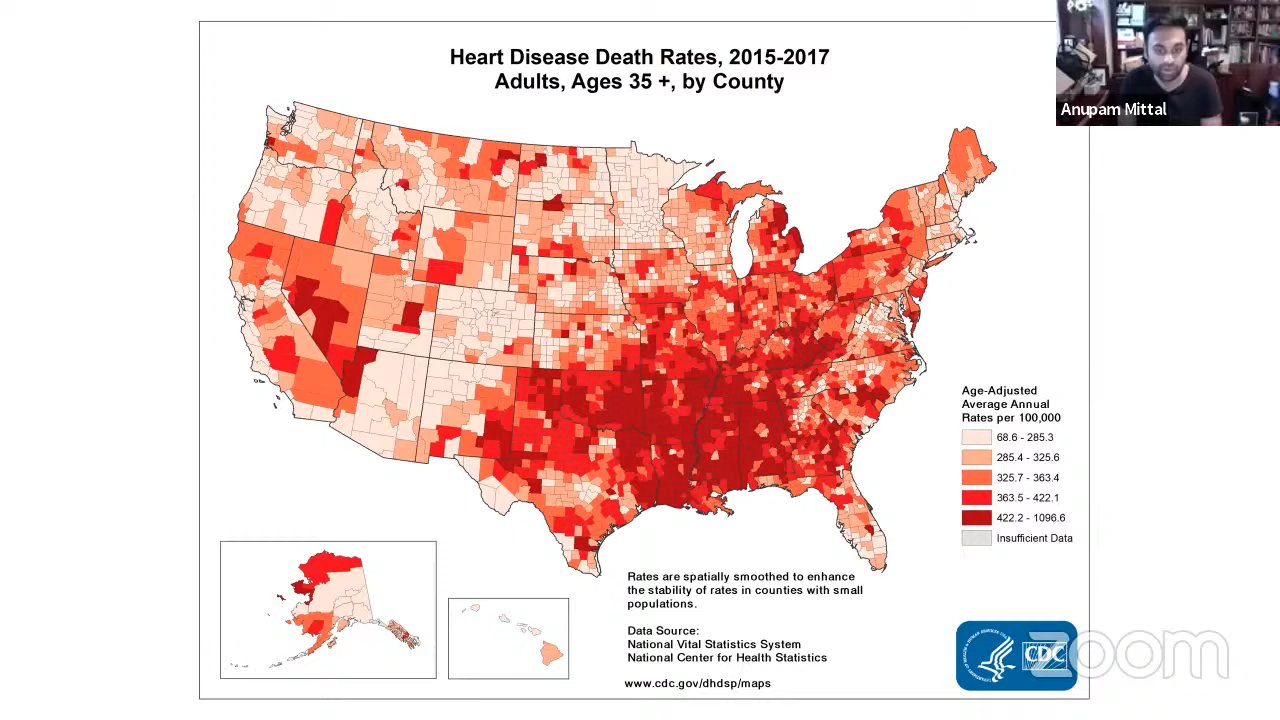 Heart Disease Death Rates, 2015-2017
Adults, Ages 35 +, by County
Anupam Mittal
Age-Adjusted
Average Annual
Rates per 100,000
68.6 - 285.3
285.4 - 325.6
325.7 - 363.4
363.5 - 422.1
422.2 - 1096.6
Insufficient Data
Rates are spatially smoothed to enhance
the stability of rates in counties with small
populations.
Data Source:
National Vital Statistics System
National Center for Health Statistics
www.cdc.gov/dhdsp/maps
CDC
zoom